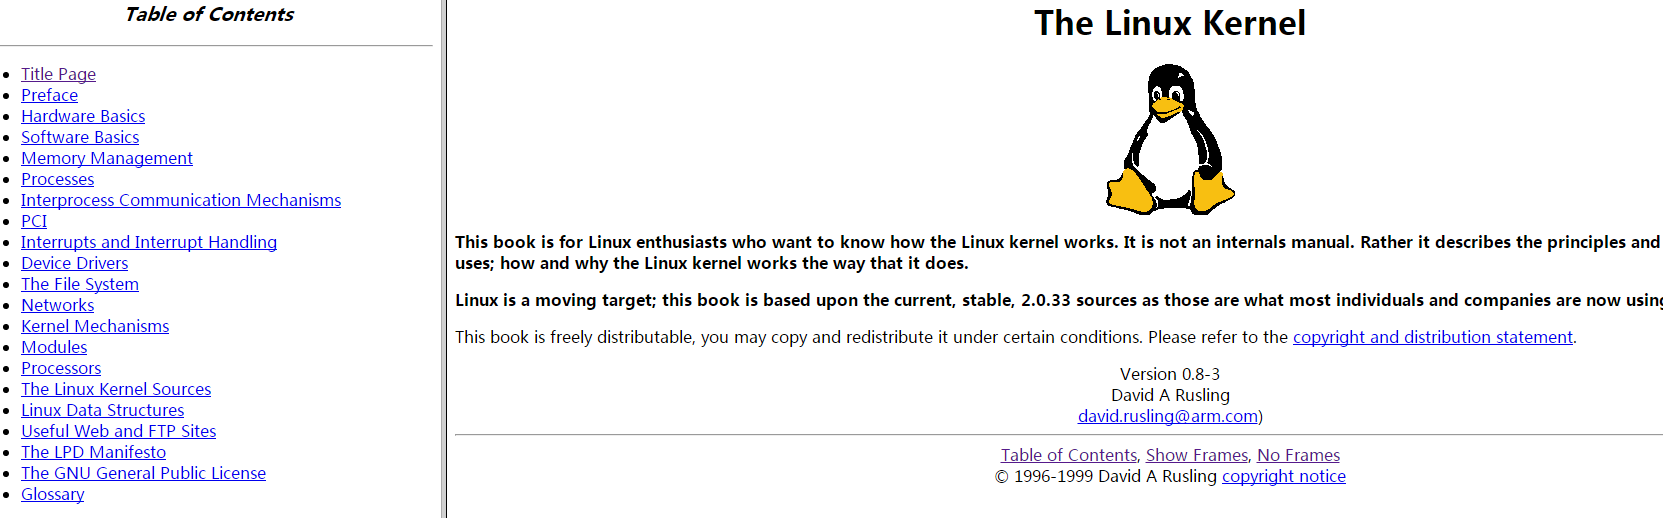 Table of Contents
Title Page
Preface
Hardware Basics
Software Basics
Memory Management
Processes
Interprocess Communication Mechanisms
PCI
Interrupts and Interrupt Handling
Device Drivers
The File System
Networks
Kernel Mechanisms
Modules
Processors
The Linux Kernel Sources
Linux Data Structures
Useful Web and FTP Sites
The LPD Manifesto
The GNU General Public License
Glossary
The Linux Kernel
This book is for Linux enthusiasts who want to know how the Linux kernel works. It is not an internals manual. Rather it describes the principles and
uses; how and why the Linux kernel works the way that it does.
Linux is a moving target; this book is based upon the current, stable, 2.0.33 sources as those are what most individuals and companies are now using
This book is freely distributable, you may copy and redistribute it under certain conditions. Please refer to the copyright and distribution statement.
Version 0.8-3
David A Rusling
david.rusling@arm.com)
Table of Contents, Show Frames, No Frames
© 1996-1999 David A Rusling copyright notice